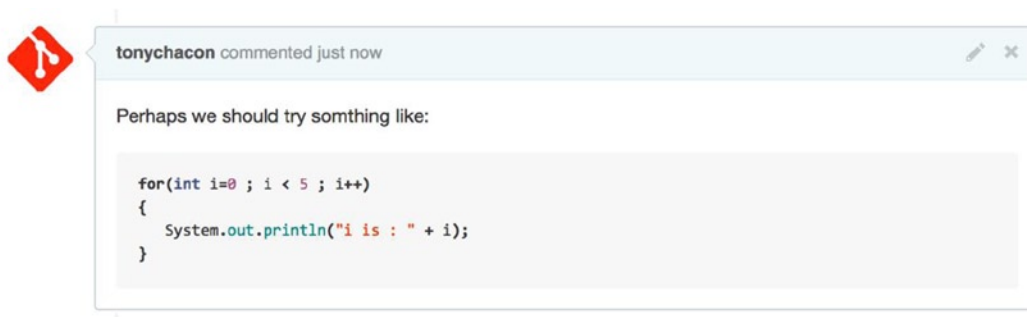 tonychacon commented just now
Perhaps we should try somthing like:
for(int i=0 ; i < 5 ; i++)
{
   System.out.println("i is : " + i);
}